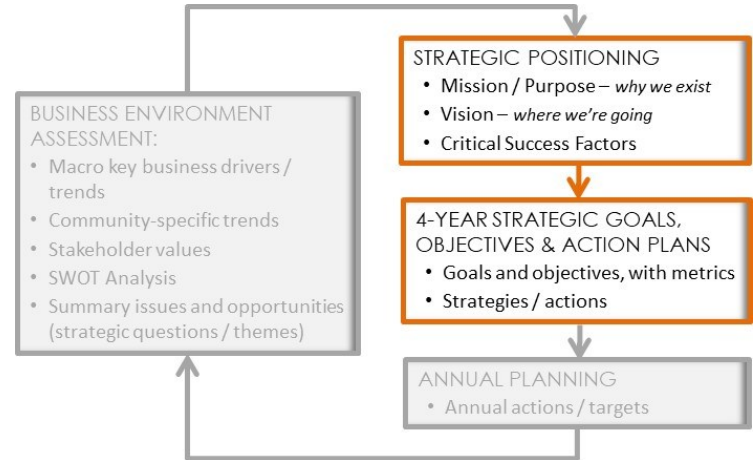 STRATEGIC POSITIONING
• Mission / Purpose – why we exist
• Vision – where we're going
• Critical Success Factors
BUSINESS ENVIRONMENT
ASSESSMENT:
• Macro key business drivers /
trends
• Community-specific trends
• Stakeholder values
• SWOT Analysis
• Summary issues and opportunities
(strategic questions / themes)
4-YEAR STRATEGIC GOALS,
OBJECTIVES & ACTION PLANS
• Goals and objectives, with metrics
• Strategies / actions
ANNUAL PLANNING
• Annual actions / targets